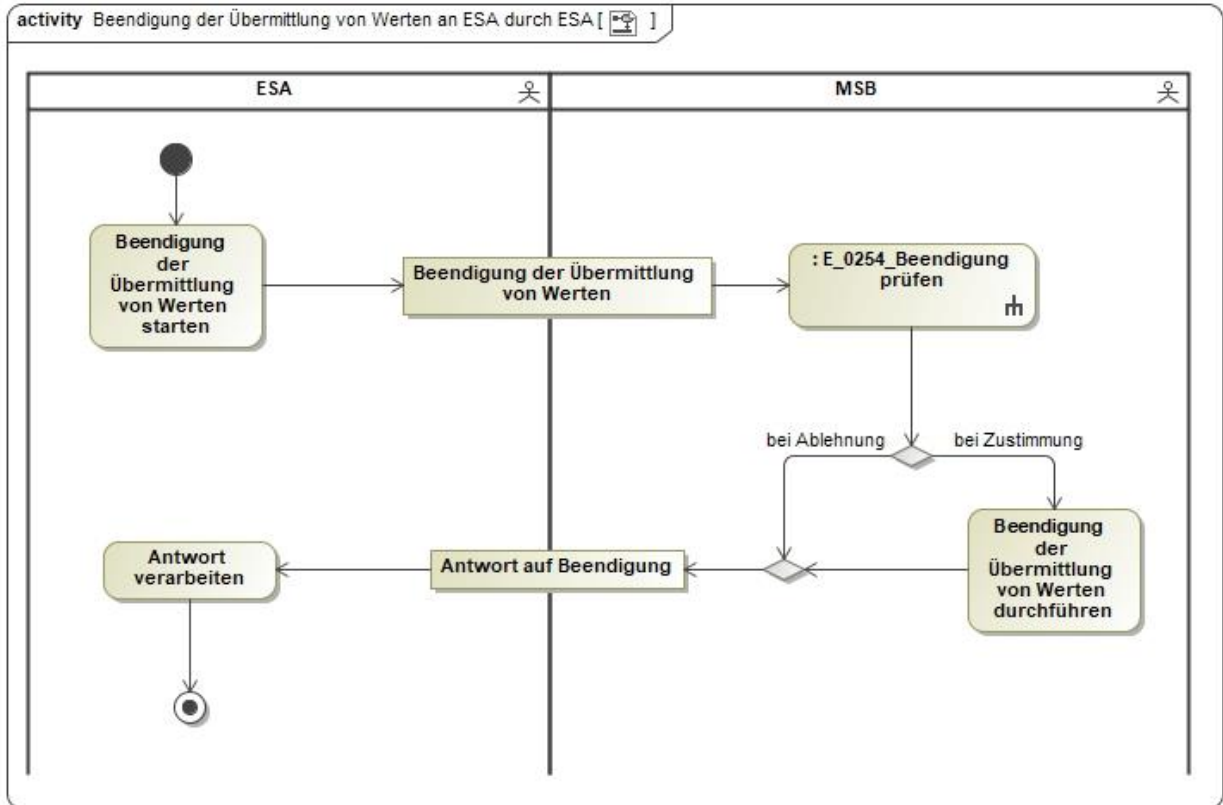 activity Beendigung der Übermittlung von Werten an ESA durch ESA [ ]
ESA
MSB
Beendigung
der
Übermittlung
von Werten
starten
Beendigung der Übermittlung
von Werten
: E_0254_Beendigung
prüfen
bei Ablehnung
bei Zustimmung
Beendigung
der
Übermittlung
von Werten
durchführen
Antwort auf Beendigung
Antwort
verarbeiten